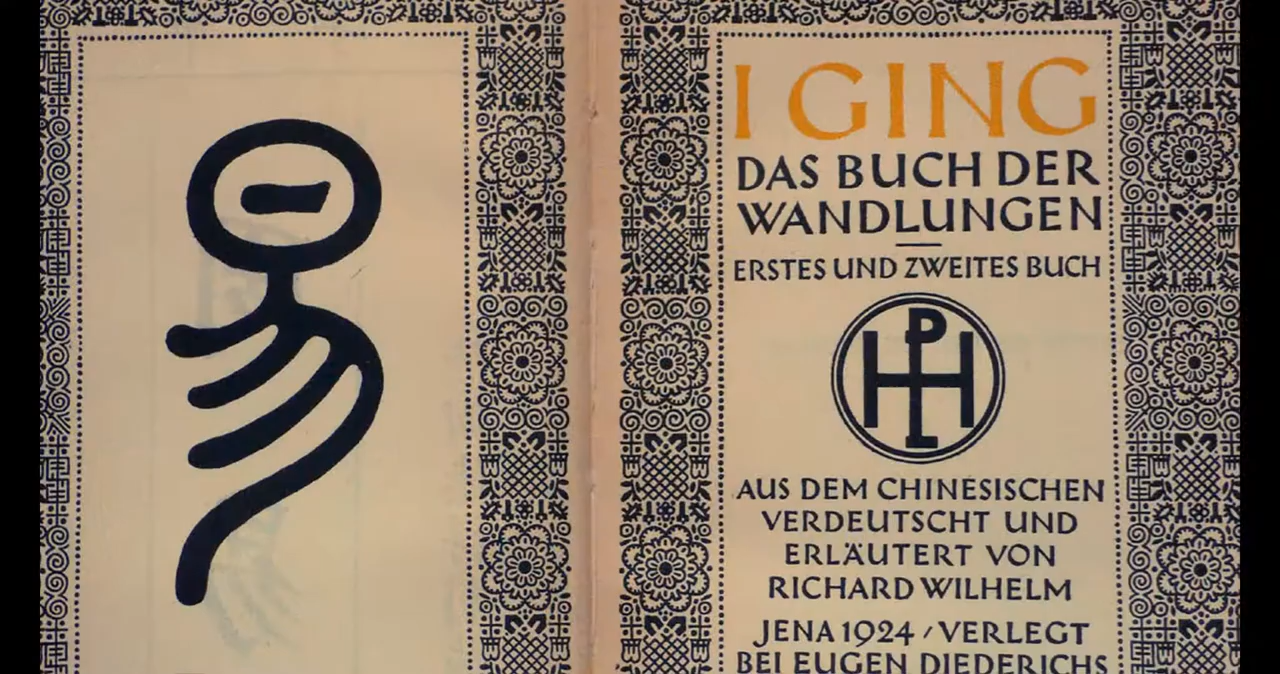 易
I GING
DAS BUCH DER
WANDLUNGEN
ERSTES UND ZWEITES BUCH
AUS DEM CHINESISCHEN
VERDEUTSCHT UND
ERLÄUTERT VON
RICHARD WILHELM
JENA 1924 / VERLEGT
BEI EUGEN DIEDERICHS